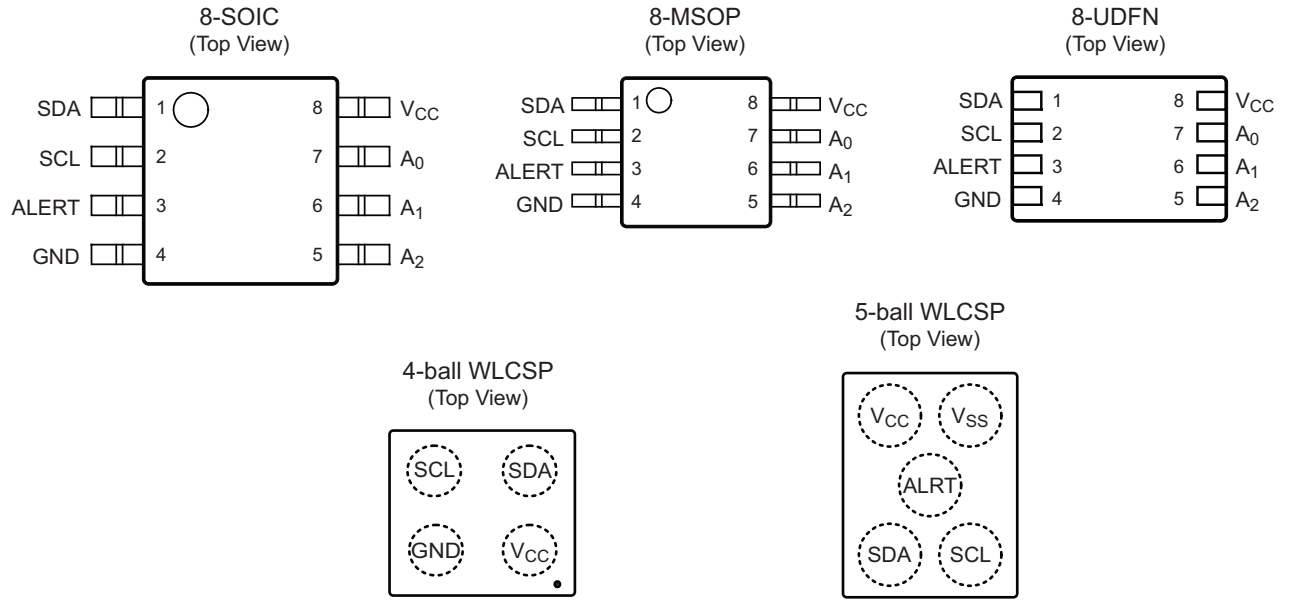 8-SOIC
(Top View)
SDA 1 8 VCC
SCL 2 7 A0
ALERT 3 6 A1
GND 4 5 A2
8-MSOP
(Top View)
SDA 1 8 VCC
SCL 2 7 A0
ALERT 3 6 A1
GND 4 5 A2
8-UDFN
(Top View)
SDA 1 8 VCC
SCL 2 7 A0
ALERT 3 6 A1
GND 4 5 A2
4-ball WLCSP
(Top View)
SCL SDA
GND VCC
5-ball WLCSP
(Top View)
VCC VSS
ALRT
SDA SCL